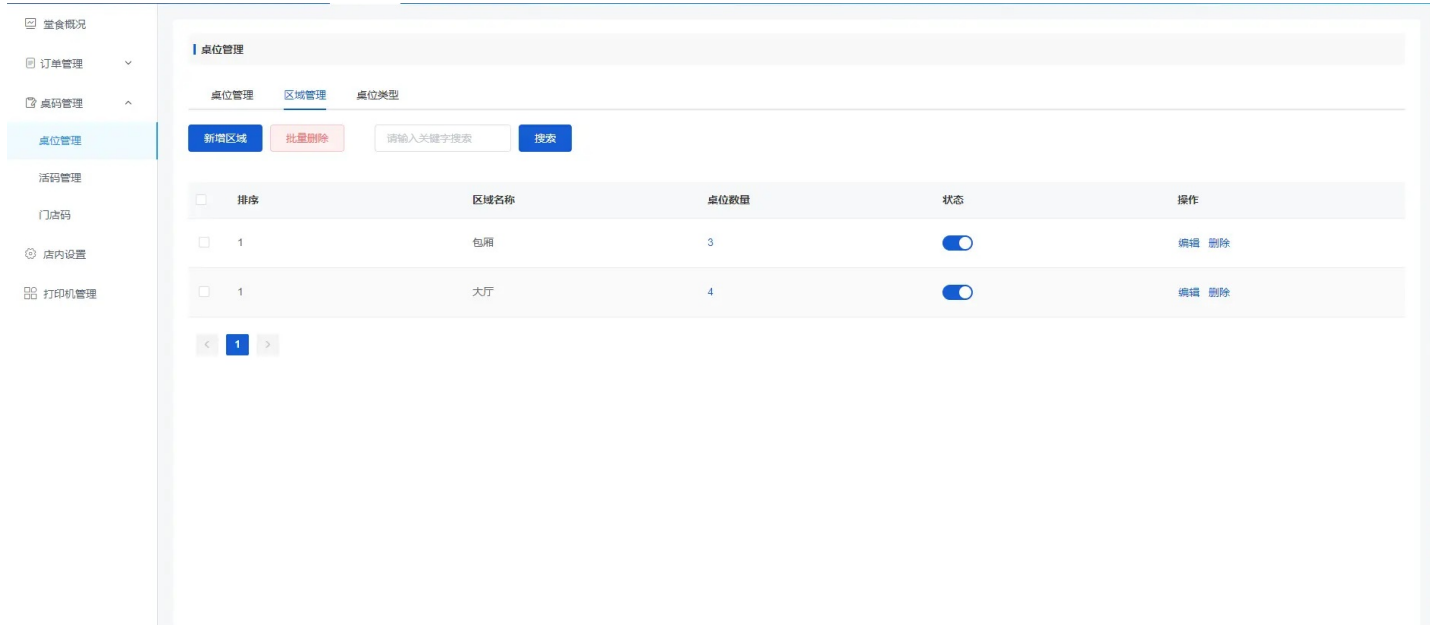 堂食概况
订单管理
桌码管理
桌位管理
活码管理
门店码
店内设置
打印机管理
桌位管理
桌位管理 区域管理 桌位类型
新增区域 批量删除 请输入关键字搜索 搜索
排序 区域名称 桌位数量 状态 操作
1 包厢 3 编辑 删除
1 大厅 4 编辑 删除
< 1 >